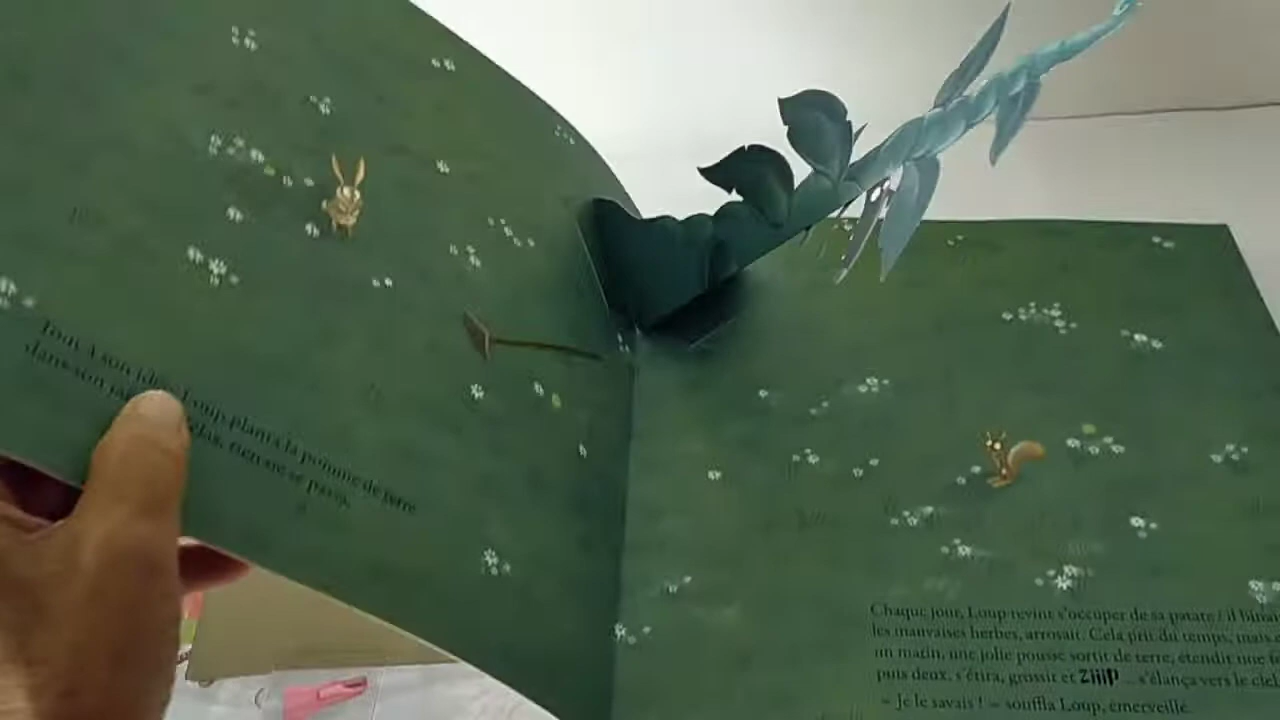 Tout à son idée, Loup planta la pomme de terre
dans son rien ne se passa.
Chaque jour, Loup revint s'occuper de sa patate : il binait
les mauvaises herbes, arrosait. Cela prit du temps, mais
un matin, une jolie pousse sortit de terre, étendit une
puis deux, s'étira, grossit et ZiiiP ... s'élança vers le ciel
– Je le savais ! – souffla Loup, émerveillé.